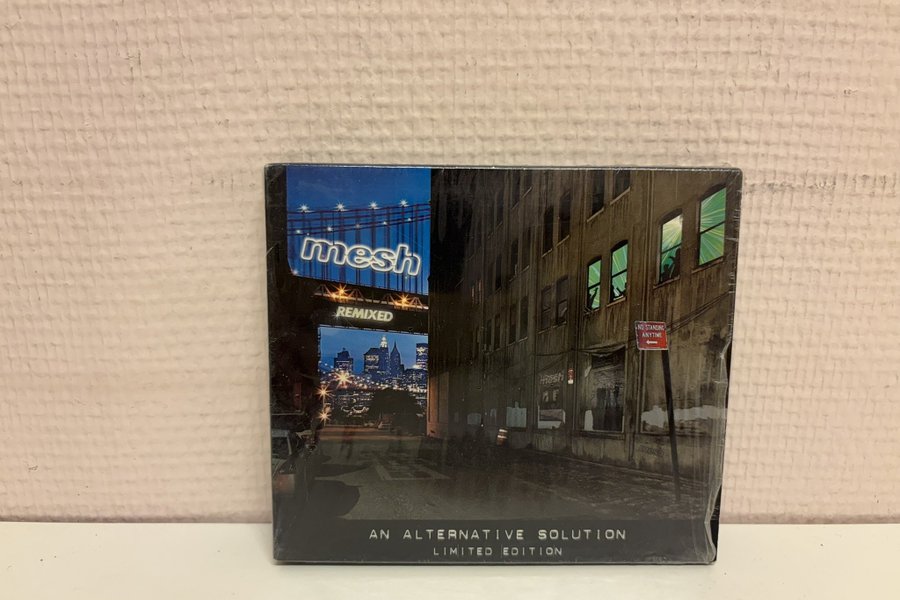 mesh
REMIXED
NO STANDING
ANYTIME
AN ALTERNATIVE SOLUTION
LIMITED EDITION